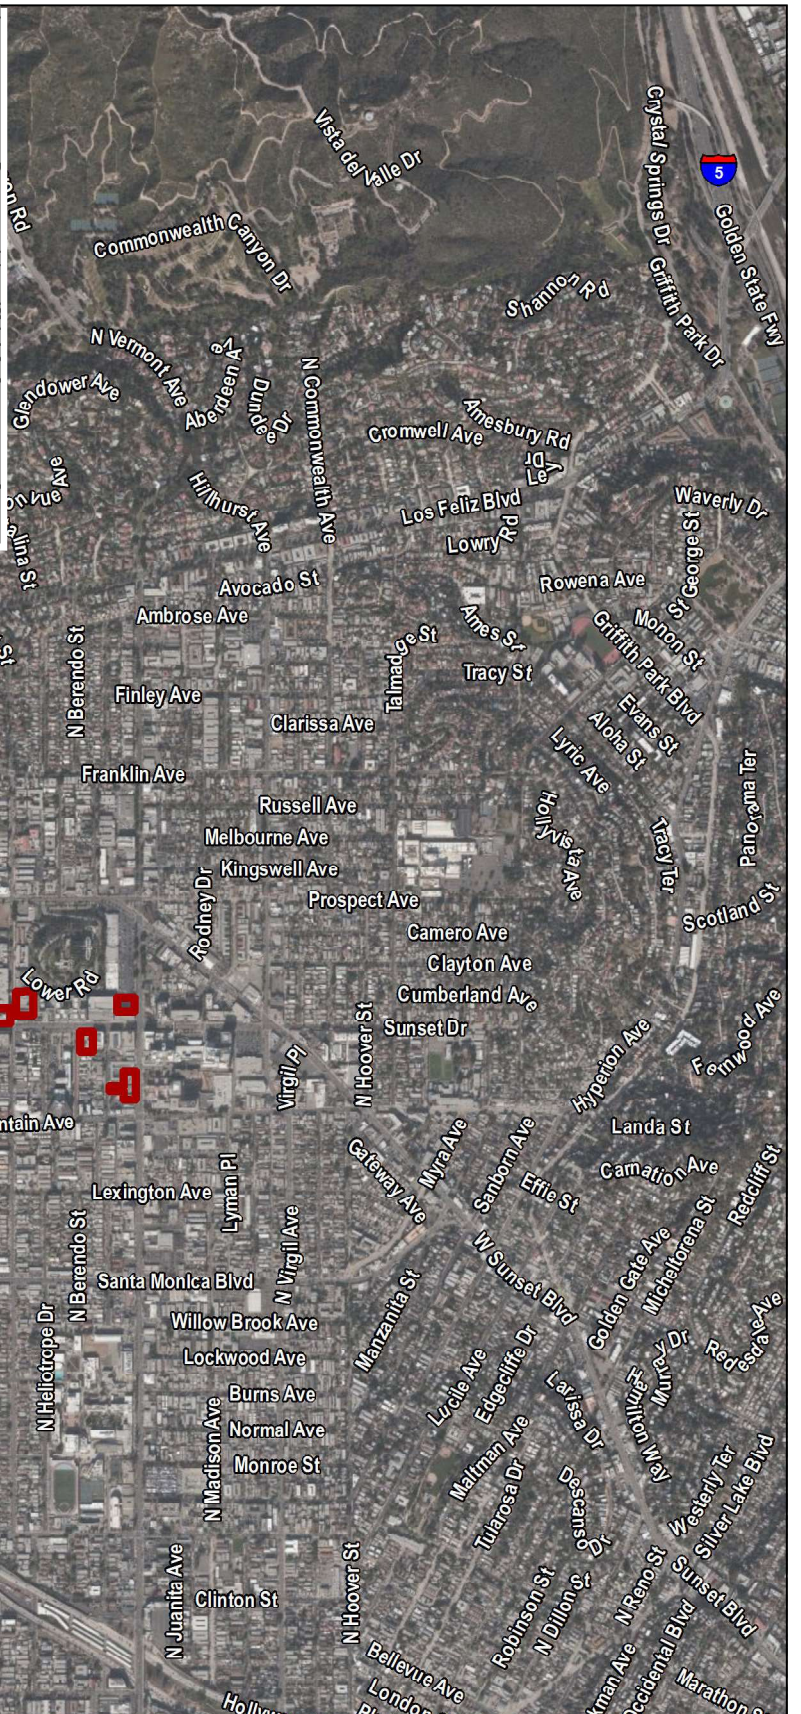 Crystal Springs Dr
Vista del Valle Dr
5
Golden State Fwy
Commonwealth Canyon Dr
Griffith Park Dr
Shannon Rd
N Vermont Ave
Aberdeen Ave
N Commonwealth Ave
Glendower Ave
Dundee Dr
Amesbury Rd
Cromwell Ave
Ley Dr
Ave
Hillhurst Ave
Los Feliz Blvd
Waverly Dr
Lowry Rd
St George St
Avocado St
Rowena Ave
Ambrose Ave
Ames St
Monon St
Griffith Park Blvd
N Berendo St
Talmadge St
Tracy St
Finley Ave
Evans St
Clarissa Ave
Aloha St
Lyric Ave
Franklin Ave
Panorama Ter
Russell Ave
Hollyvista Ave
Melbourne Ave
Tracy Ter
Kingswell Ave
Rodney Dr
Prospect Ave
Scotland St
Camero Ave
Clayton Ave
Lower Rd
Cumberland Ave
Fernwood Ave
Sunset Dr
N Hoover St
Hyperion Ave
Virgil Pl
Landa St
Myra Ave
Sanborn Ave
Gateway Ave
Carnation Ave
Redcliff St
Lexington Ave
Lyman Pl
Effie St
N Berendo St
N Virgil Ave
Micheltorena St
W Sunset Blvd
Golden Gate Ave
Santa Monica Blvd
Manzanita St
Willow Brook Ave
Redesdale Ave
N Heliotrope Dr
Lockwood Ave
Murray Dr
Edgecliffe Dr
Lucile Ave
Hamilton Way
Burns Ave
Larissa Dr
Normal Ave
N Madison Ave
Maltman Ave
Monroe St
Westerly Ter
Silver Lake Blvd
Tularosa Dr
Descanso Dr
N Juanita Ave
Clinton St
N Hoover St
Robinson St
N Dillon St
N Reno St
Sunset Blvd
Bellevue Ave
Occidental Blvd
Marathon S
London